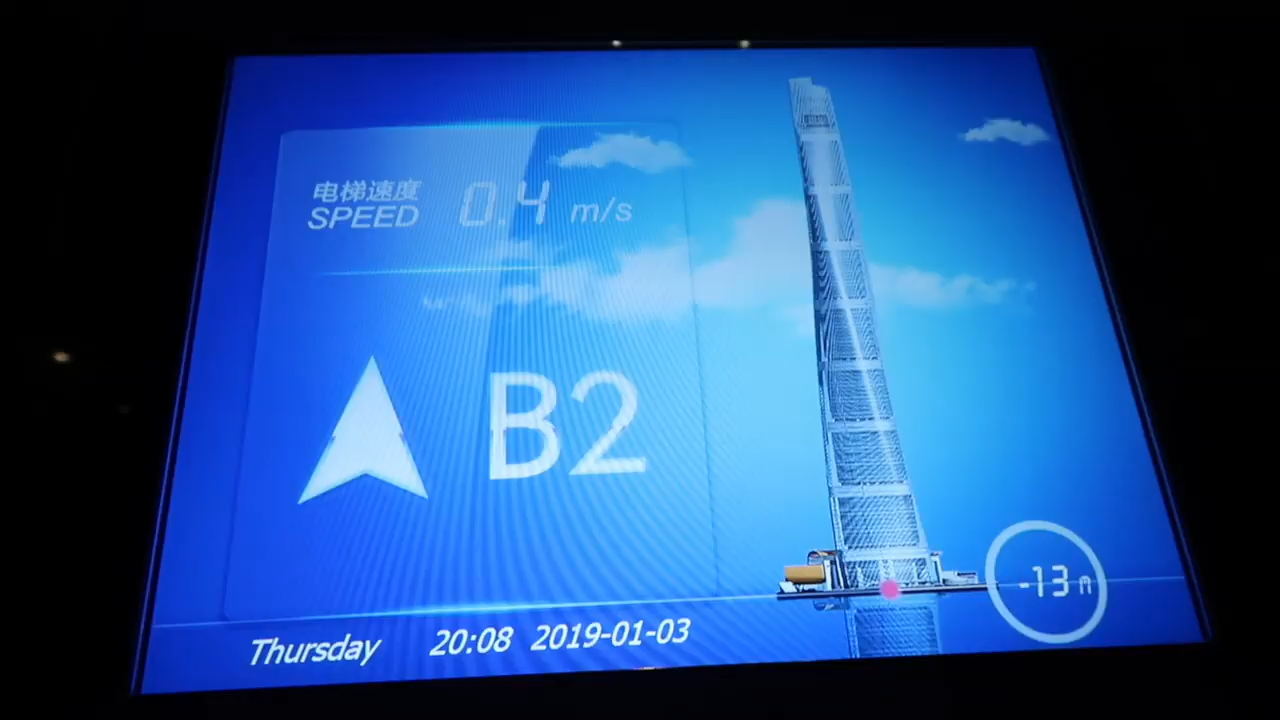 电梯速度
SPEED 0.4 m/s
B2
-13 m
Thursday 20:08 2019-01-03